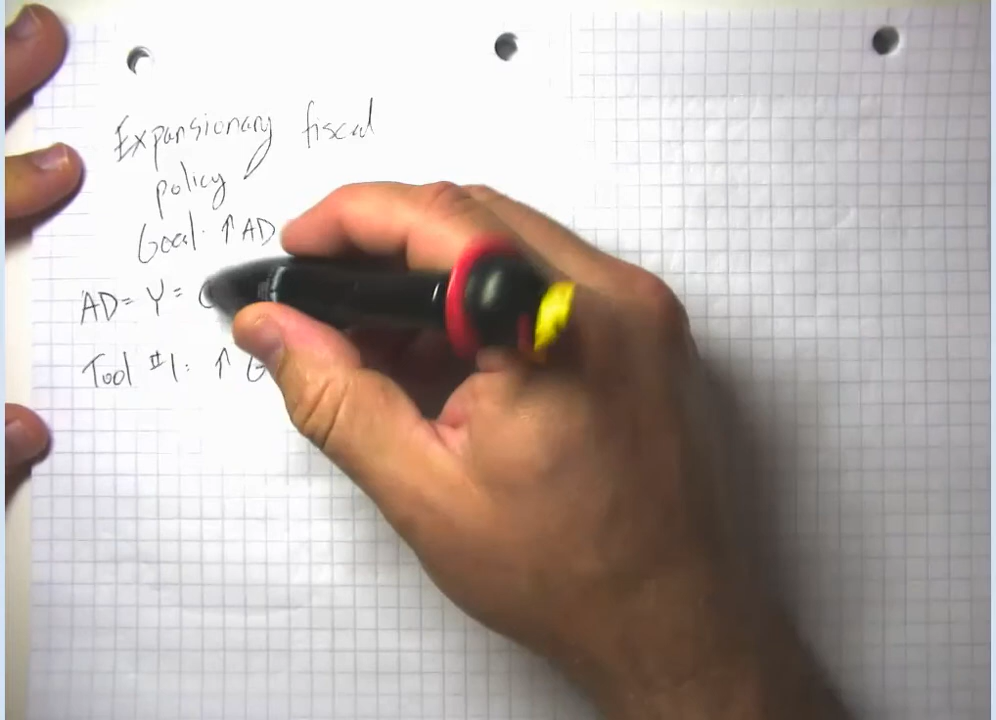 Expansionary fiscal
policy
Goal: ↑ AD
AD = Y = C
Tool #1: ↑ G